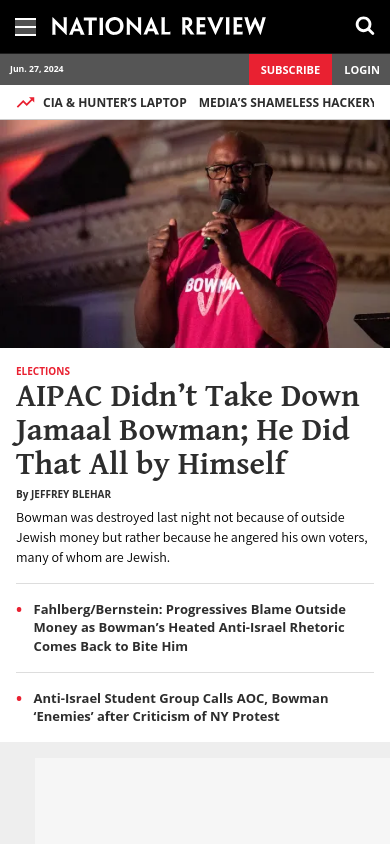 NATIONAL REVIEW
Jun. 27, 2024
SUBSCRIBE
LOGIN
CIA & HUNTER’S LAPTOP
MEDIA’S SHAMELESS HACKERY
BOWMAN
ELECTIONS
AIPAC Didn’t Take Down
Jamaal Bowman; He Did
That All by Himself
By JEFFREY BLEHAR
Bowman was destroyed last night not because of outside
Jewish money but rather because he angered his own voters,
many of whom are Jewish.
• Fahlberg/Bernstein: Progressives Blame Outside
Money as Bowman’s Heated Anti-Israel Rhetoric
Comes Back to Bite Him
• Anti-Israel Student Group Calls AOC, Bowman
‘Enemies’ after Criticism of NY Protest